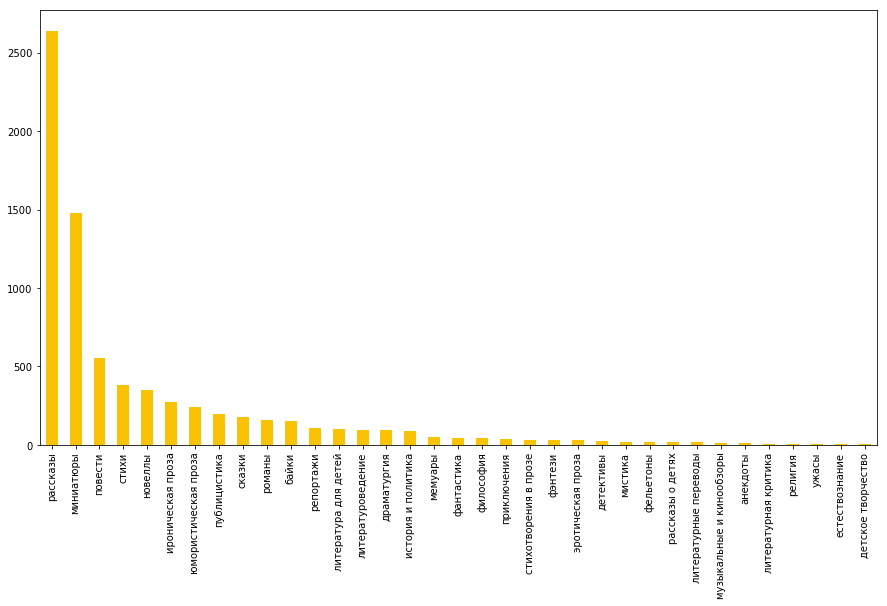 2500
2000
1500
1000
500
0
рассказы
миниатюры
повести
стихи
новеллы
ироническая проза
юмористическая проза
публицистика
сказки
романы
байки
репортажи
литература для детей
литературоведение
драматургия
история и политика
мемуары
фантастика
философия
приключения
стихотворения в прозе
фэнтези
эротическая проза
детективы
мистика
фельетоны
рассказы о детях
литературные переводы
музыкальные и кинообзоры
анекдоты
литературная критика
религия
ужасы
естествознание
детское творчество